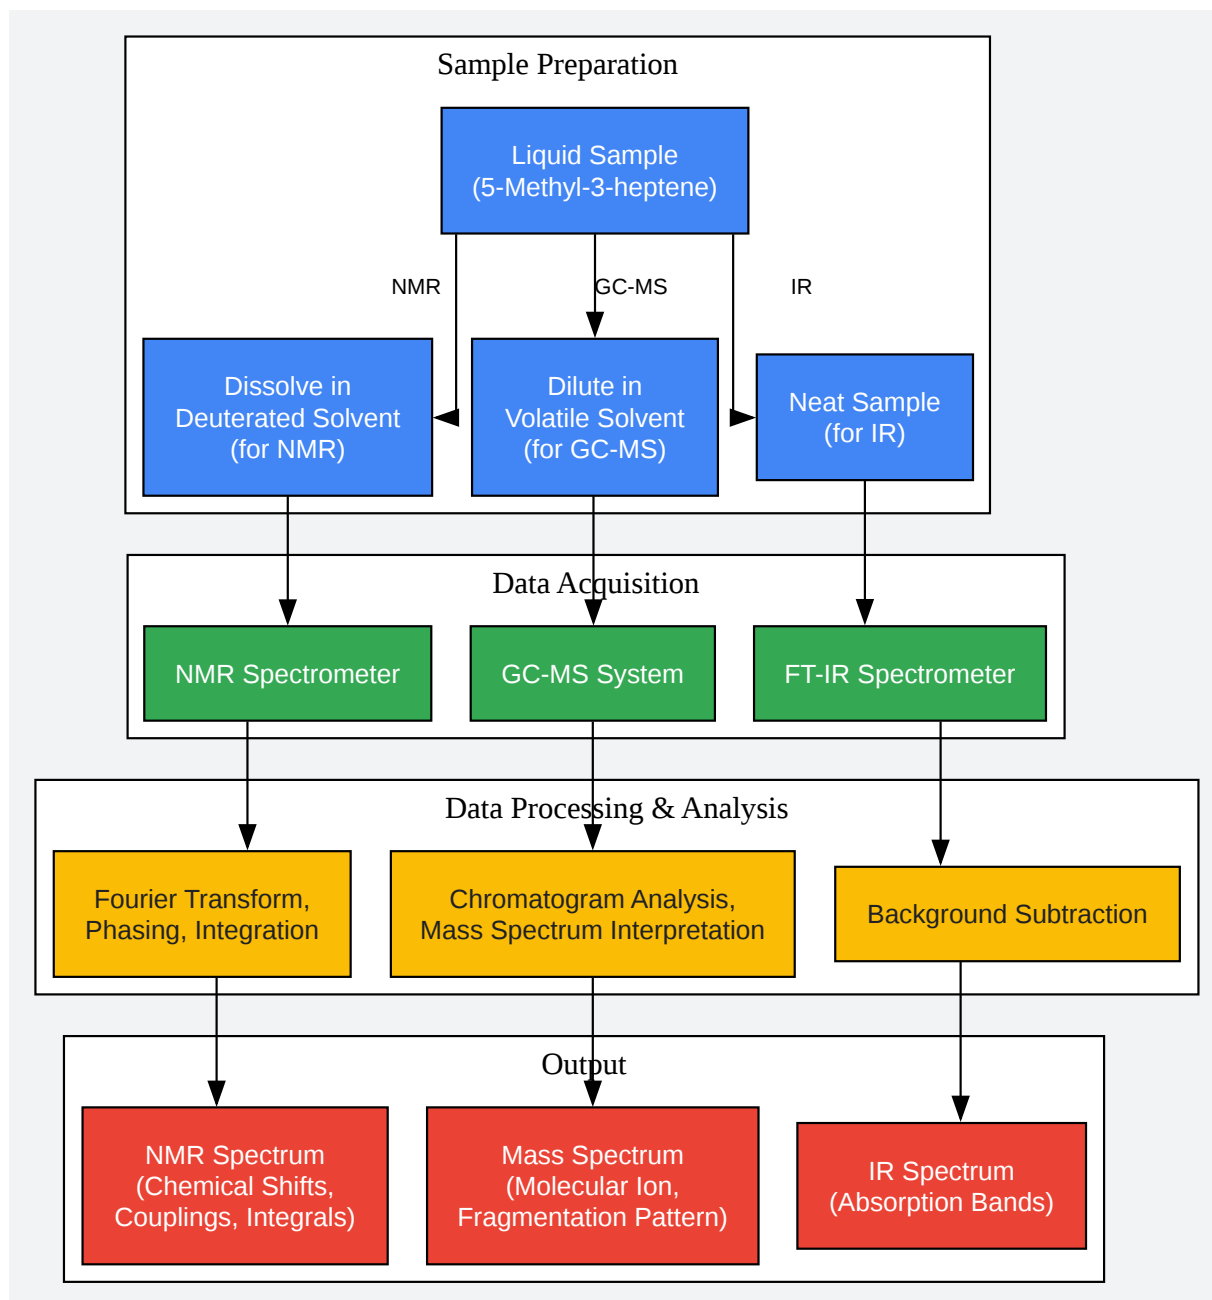 Sample Preparation
Liquid Sample
(5-Methyl-3-heptene)
NMR
GC-MS
IR
Dissolve in
Deuterated Solvent
(for NMR)
Dilute in
Volatile Solvent
(for GC-MS)
Neat Sample
(for IR)
Data Acquisition
NMR Spectrometer
GC-MS System
FT-IR Spectrometer
Data Processing & Analysis
Fourier Transform,
Phasing, Integration
Chromatogram Analysis,
Mass Spectrum Interpretation
Background Subtraction
Output
NMR Spectrum
(Chemical Shifts,
Couplings, Integrals)
Mass Spectrum
(Molecular Ion,
Fragmentation Pattern)
IR Spectrum
(Absorption Bands)